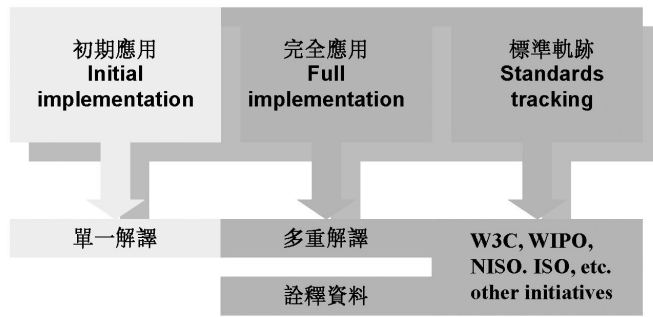 初期應用
Initial
implementation
完全應用
Full
implementation
標準軌跡
Standards
tracking
單一解譯
多重解譯
詮釋資料
W3C, WIPO,
NISO. ISO, etc.
other initiatives